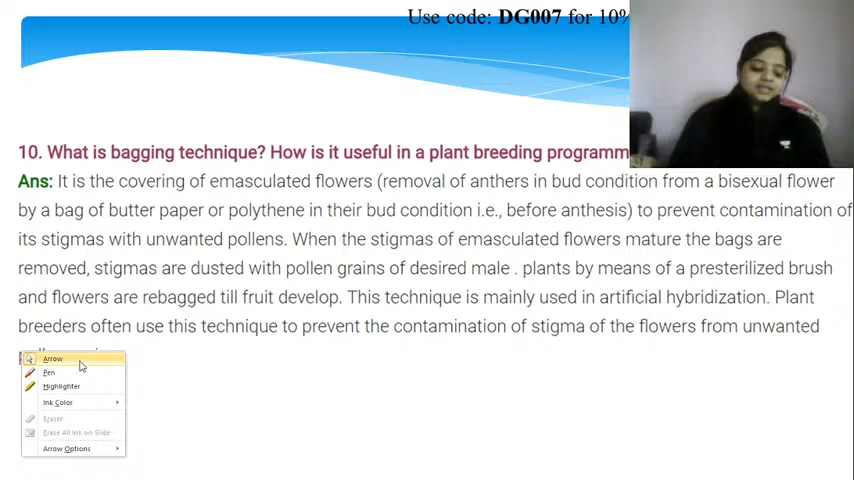 Use code: DG007 for 10%
10. What is bagging technique? How is it useful in a plant breeding programm
Ans: It is the covering of emasculated flowers (removal of anthers in bud condition from a bisexual flower
by a bag of butter paper or polythene in their bud condition i.e., before anthesis) to prevent contamination of
its stigmas with unwanted pollens. When the stigmas of emasculated flowers mature the bags are
removed, stigmas are dusted with pollen grains of desired male . plants by means of a presterilized brush
and flowers are rebagged till fruit develop. This technique is mainly used in artificial hybridization. Plant
breeders often use this technique to prevent the contamination of stigma of the flowers from unwanted
Arrow
Pen
Highlighter
Ink Color
Eraser
Erase All Ink on Slide
Arrow Options